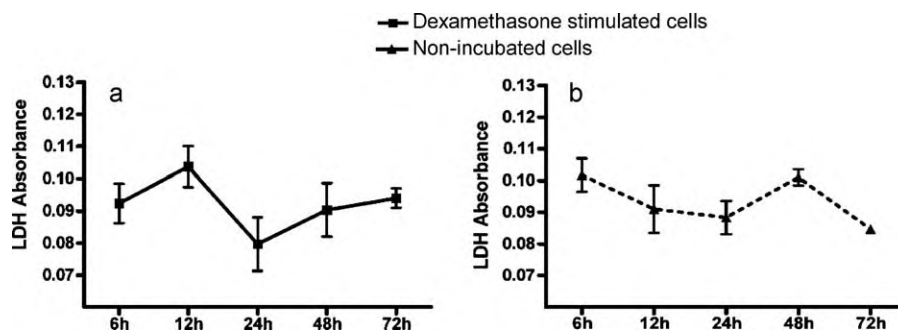 Dexamethasone stimulated cells
Non-incubated cells
a
LDH Absorbance
0.13
0.12
0.11
0.10
0.09
0.08
0.07
6h 12h 24h 48h 72h
b
LDH Absorbance
0.13
0.12
0.11
0.10
0.09
0.08
0.07
6h 12h 24h 48h 72h